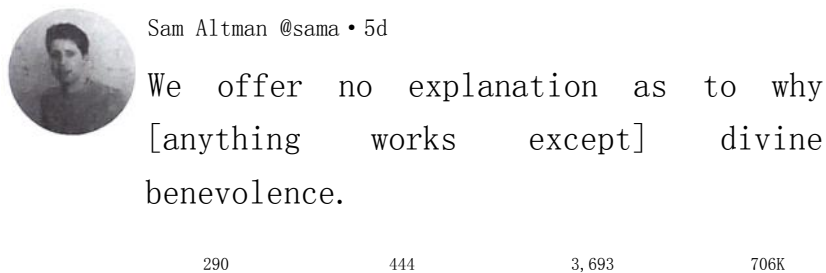 Sam Altman @sama • 5d
We offer no explanation as to why
[anything works except] divine
benevolence.
290 444 3,693 706K